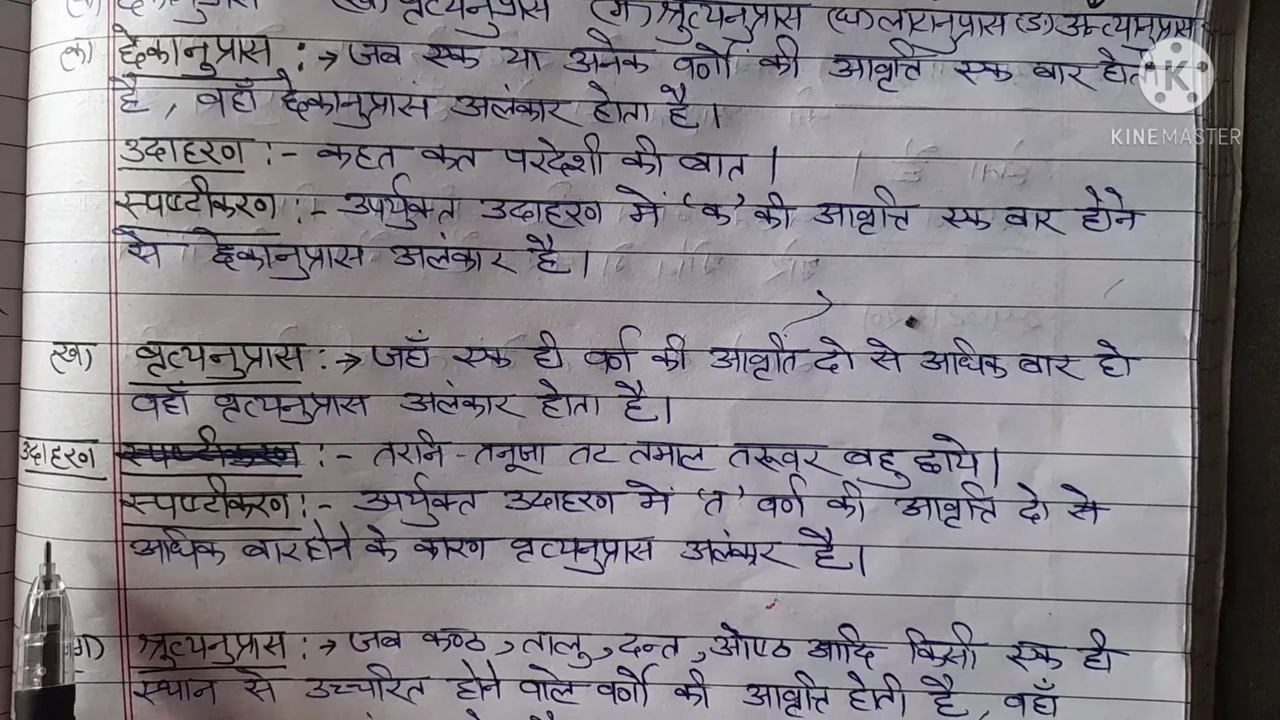 (ख) वृत्यनुप्रास (ग) श्रुत्यनुप्रास (घ) लाटानुप्रास (ङ) अन्त्यानुप्रास
क) छेकानुप्रास :→ जब एक या अनेक वर्णों की आवृत्ति एक बार होती
है, वहाँ छेकानुप्रास अलंकार होता है।
KINEMASTER
उदाहरण :- कहत कत परदेशी की बात।
स्पष्टीकरण :- उपर्युक्त उदाहरण में 'क' की आवृत्ति एक बार होने
से छेकानुप्रास अलंकार है।
(ख) वृत्यनुप्रास :→ जहाँ एक ही वर्ण की आवृत्ति दो से अधिक बार हो
वहाँ वृत्यनुप्रास अलंकार होता है।
उदाहरण स्पष्टीकरण :- तरनि-तनूजा तट तमाल तरूवर बहु छाये।
स्पष्टीकरण :- उपर्युक्त उदाहरण में 'त' वर्ण की आवृत्ति दो से
अधिक बार होने के कारण वृत्यनुप्रास अलंकार है।
ग) श्रुत्यनुप्रास :→ जब कण्ठ, तालु, दन्त, ओष्ठ आदि किसी एक ही
स्थान से उच्चरित होने वाले वर्णों की आवृत्ति होती है, वहाँ